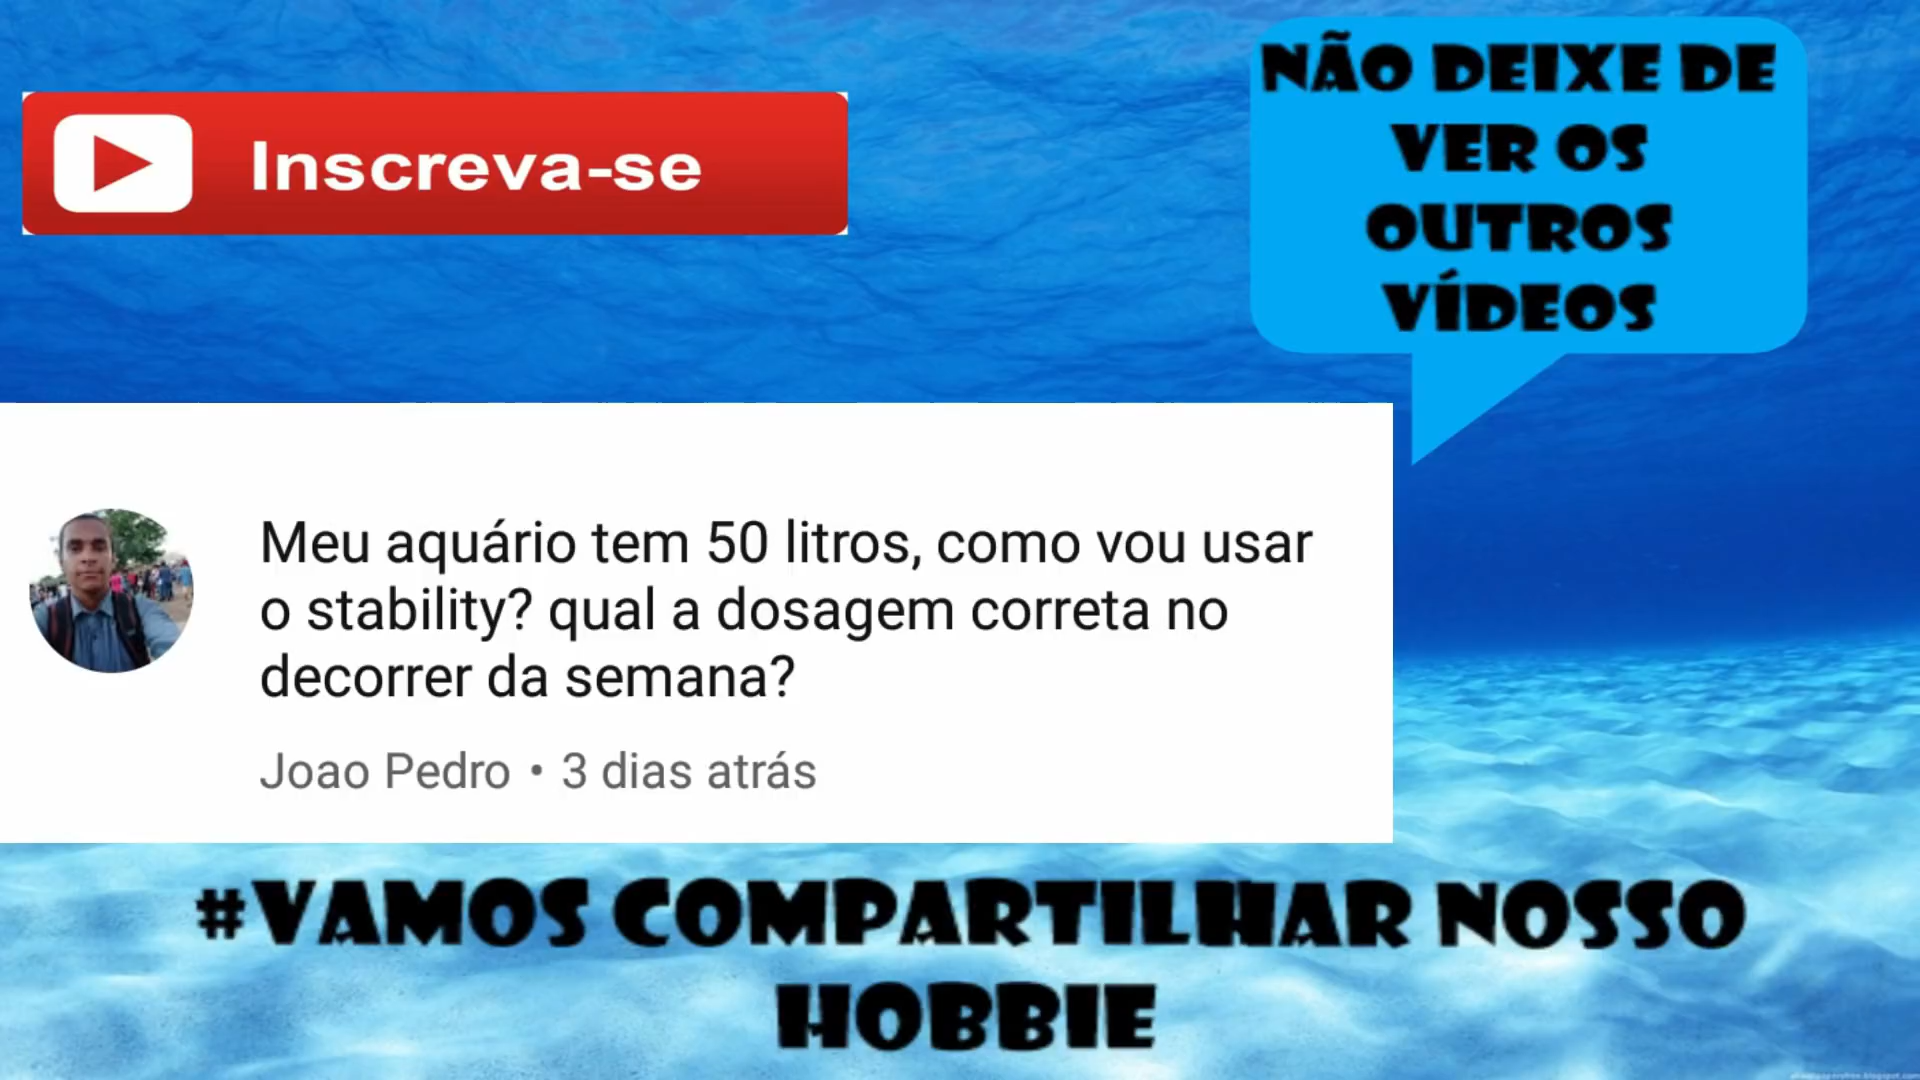 Inscreva-se
NÃO DEIXE DE
VER OS
OUTROS
VÍDEOS
Meu aquário tem 50 litros, como vou usar
o stability? qual a dosagem correta no
decorrer da semana?
Joao Pedro • 3 dias atrás
#VAMOS COMPARTILHAR NOSSO
HOBBIE